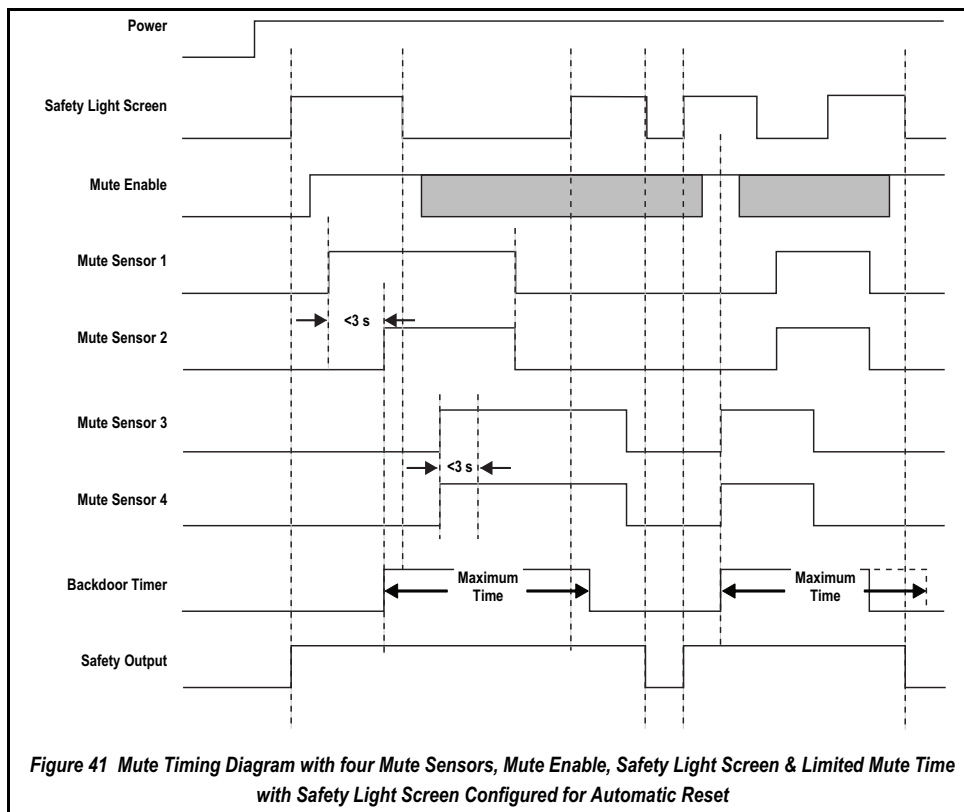 Power
Safety Light Screen
Mute Enable
Mute Sensor 1
<3 s
Mute Sensor 2
Mute Sensor 3
<3 s
Mute Sensor 4
Backdoor Timer
Maximum
Time
Maximum
Time
Safety Output
Figure 41 Mute Timing Diagram with four Mute Sensors, Mute Enable, Safety Light Screen & Limited Mute Time
with Safety Light Screen Configured for Automatic Reset